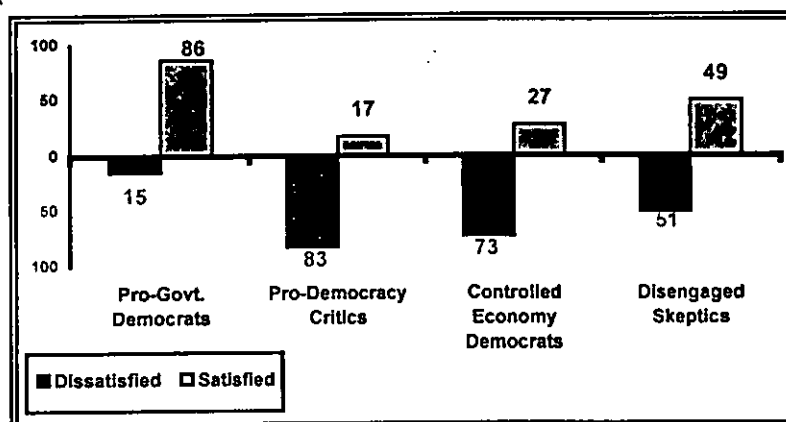 100
86
50
17
27
49
0
15
50
83
73
51
100
Pro-Govt.
Democrats
Pro-Democracy
Critics
Controlled
Economy
Democrats
Disengaged
Skeptics
Dissatisfied Satisfied